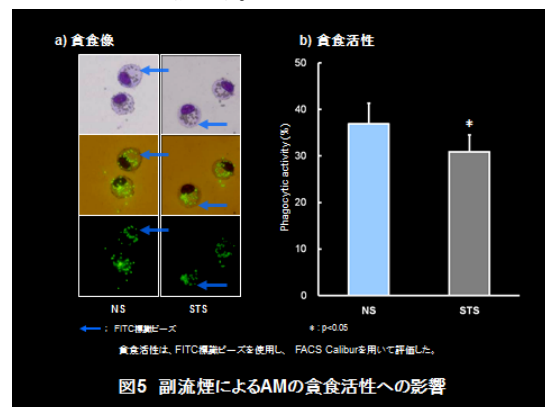 a) 貪食像
b) 貪食活性
50
40
30
20
10
0
Phagocytic activity (%)
*
NS
STS
NS
STS
: FITC標識ビーズ
* : p<0.05
貪食活性は、FITC標識ビーズを使用し、 FACS Caliburを用いて評価した。
図5 副流煙によるAMの貪食活性への影響